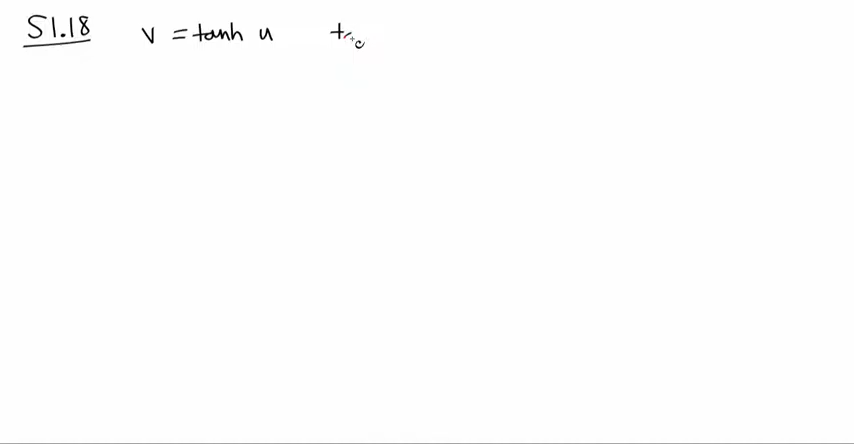 S1.18 v = tanh u